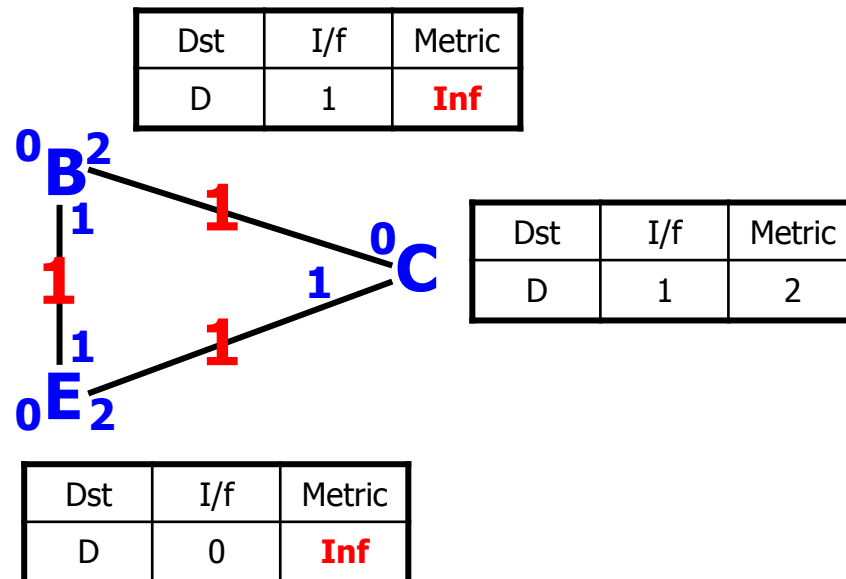 Dst I/f Metric
D 1 Inf
0 B 2
1
1
1
1
0 E 2
1
1
0 C
Dst I/f Metric
D 1 2
Dst I/f Metric
D 0 Inf